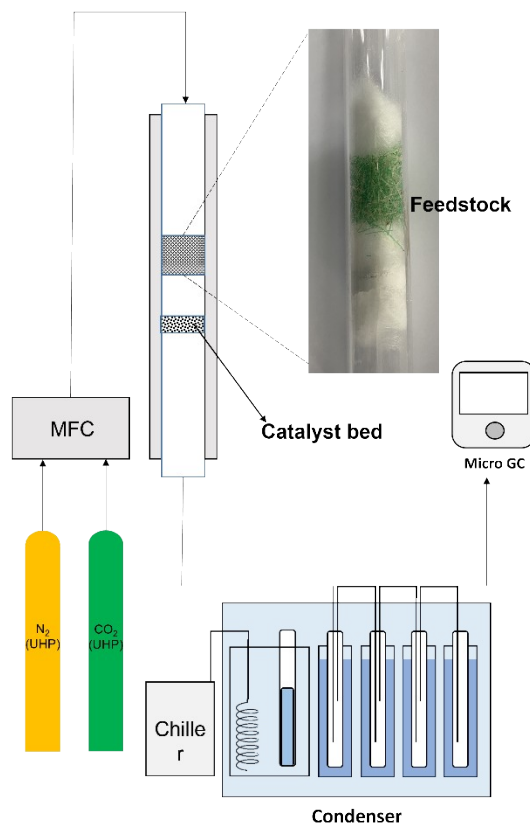 Feedstock
MFC
Catalyst bed
Micro GC
N₂
(UHP)
CO₂
(UHP)
Chille
r
Condenser